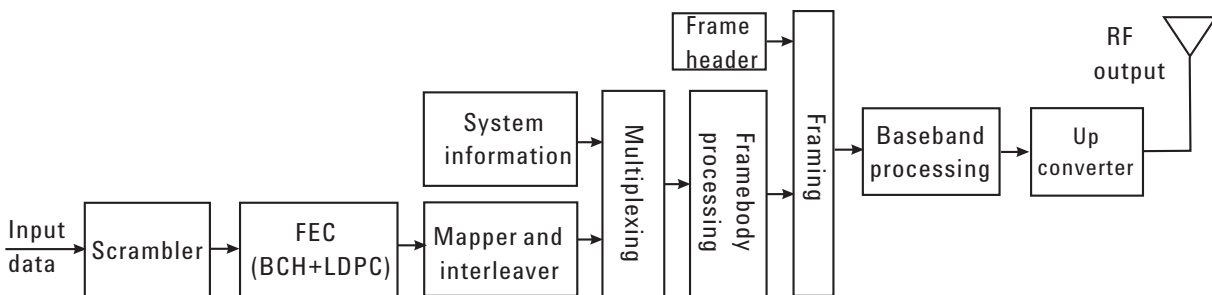 Input
data
Scrambler
FEC
(BCH+LDPC)
Mapper and
interleaver
System
information
Multiplexing
Framebody
processing
Frame
header
Framing
Baseband
processing
Up
converter
RF
output